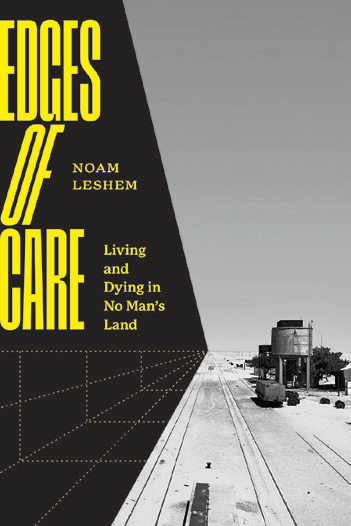 EDGES
OF
CARE
NOAM
LESHEM
Living
and
Dying in
No Man's
Land